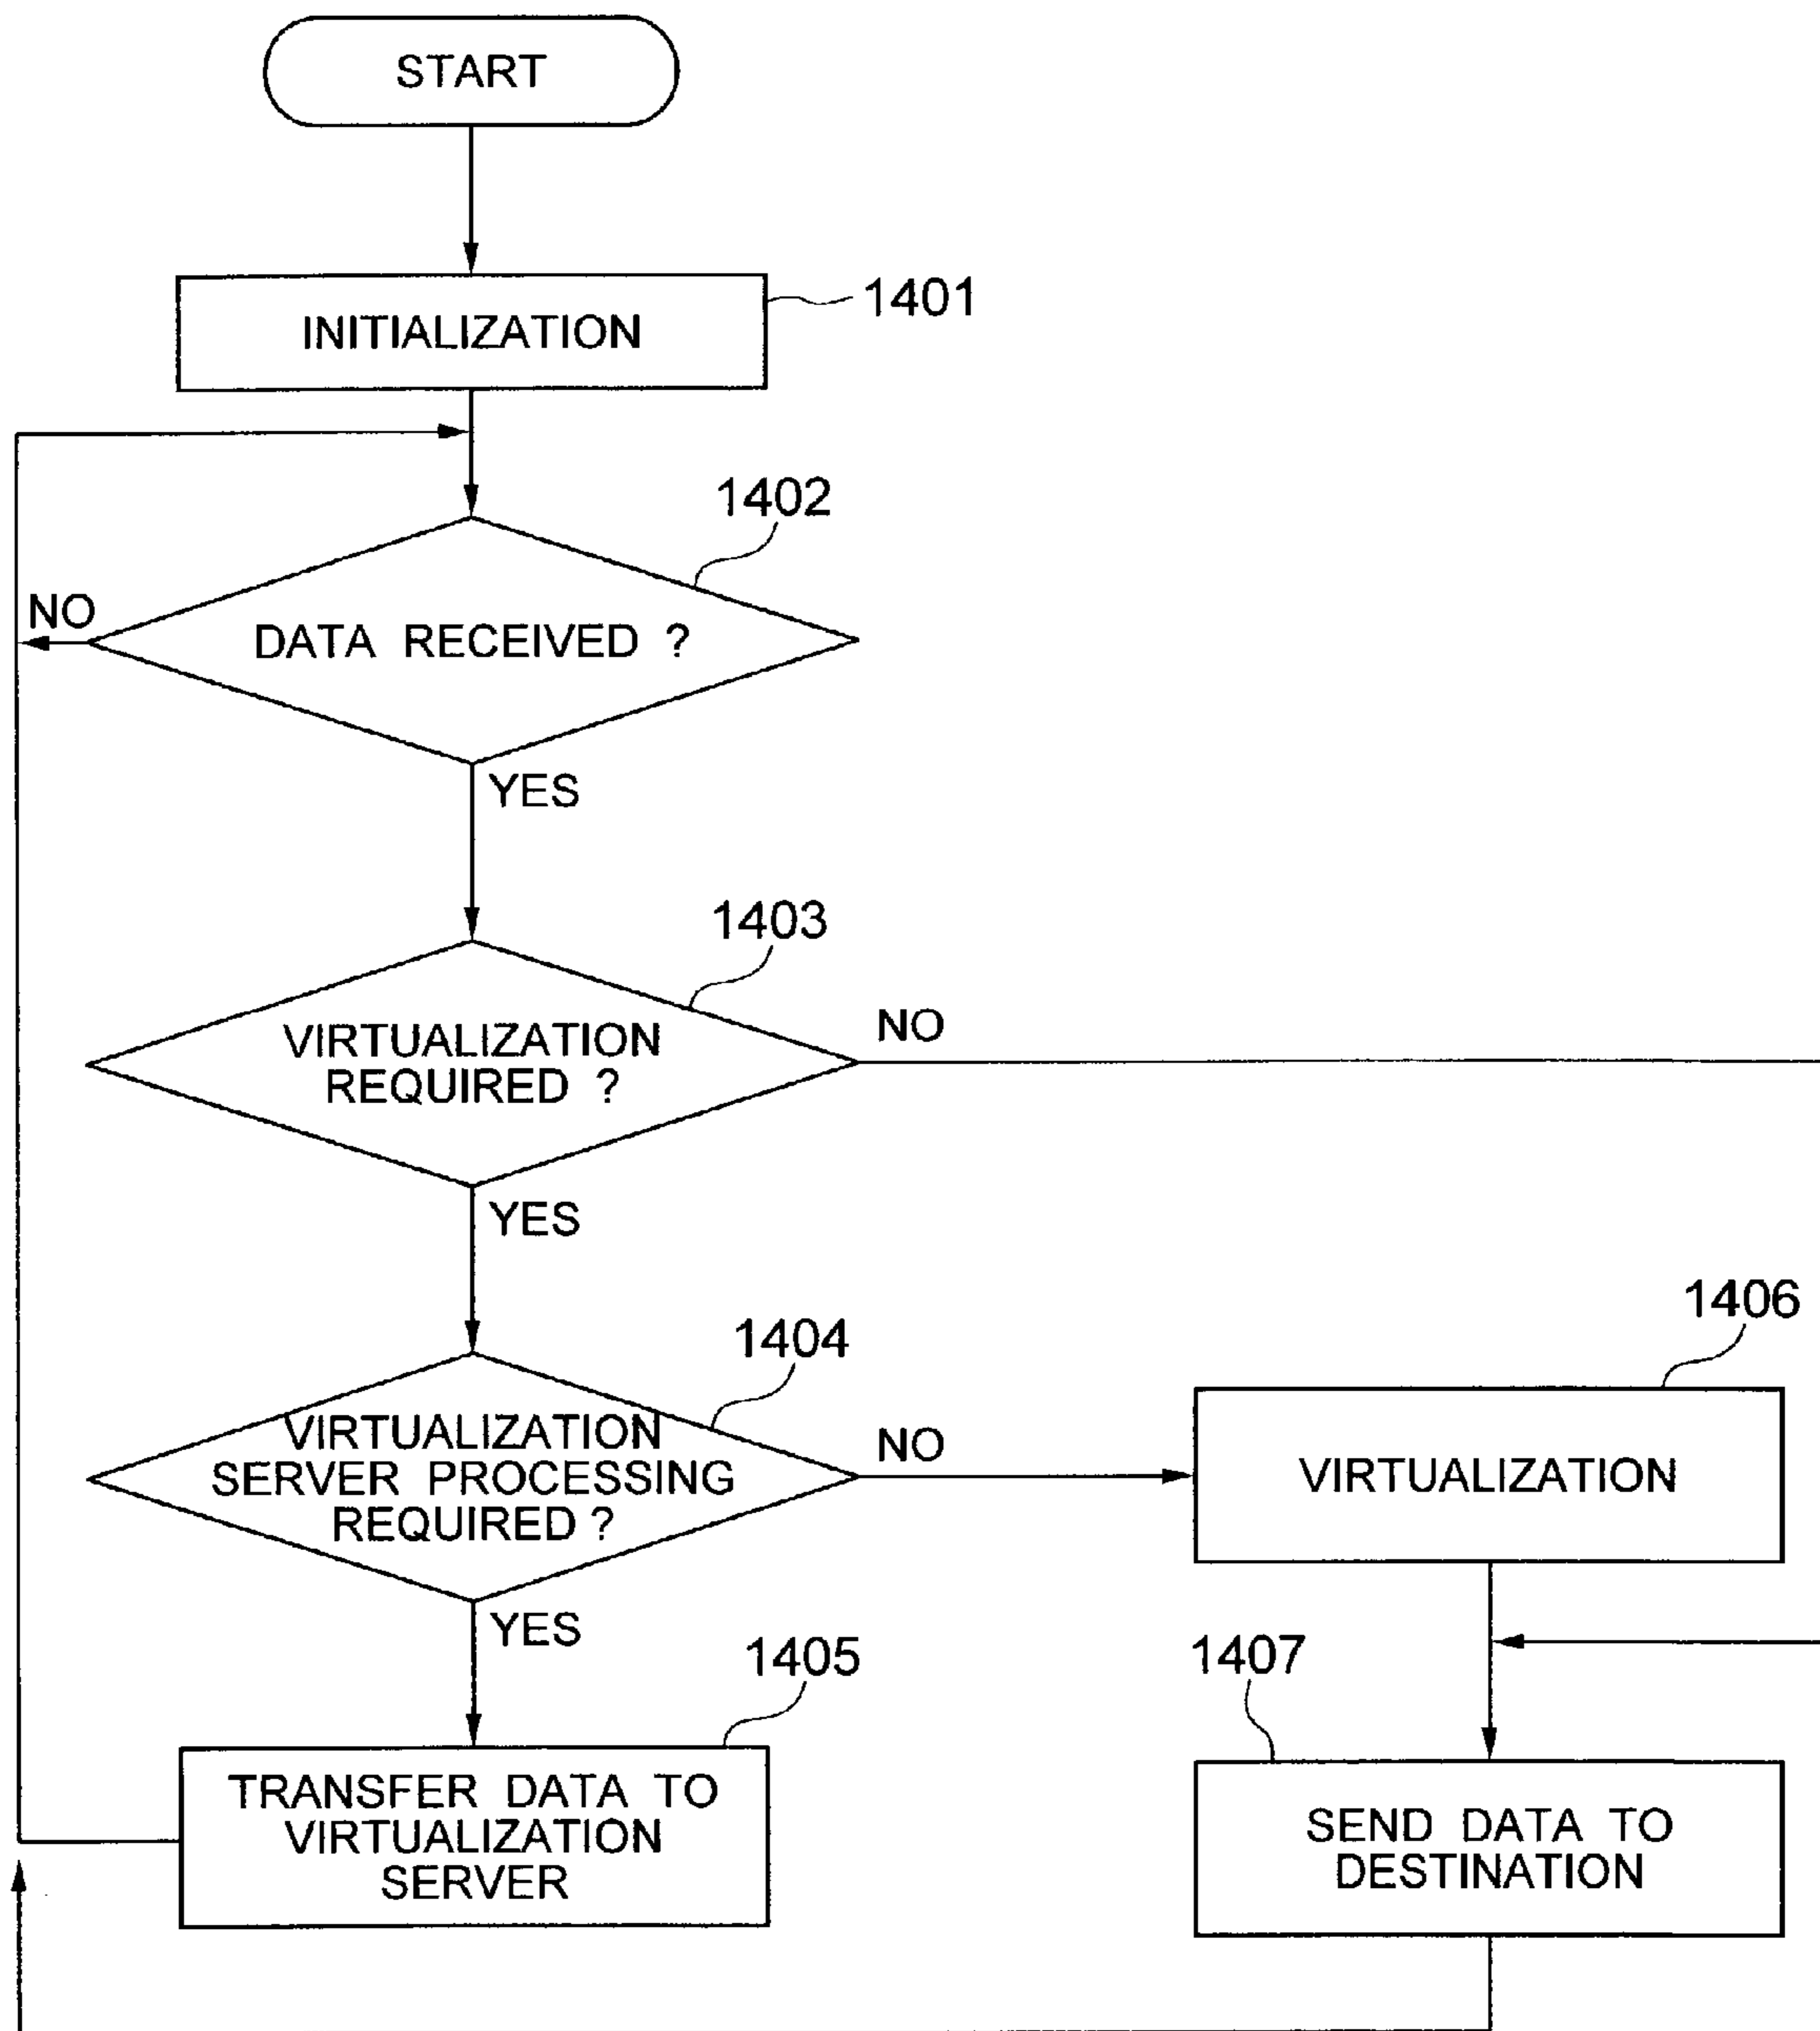 START
INITIALIZATION
1401
1402
NO
DATA RECEIVED ?
YES
1403
VIRTUALIZATION
REQUIRED ?
NO
YES
1404
VIRTUALIZATION
SERVER PROCESSING
REQUIRED ?
NO
1406
VIRTUALIZATION
YES
1405
TRANSFER DATA TO
VIRTUALIZATION
SERVER
1407
SEND DATA TO
DESTINATION